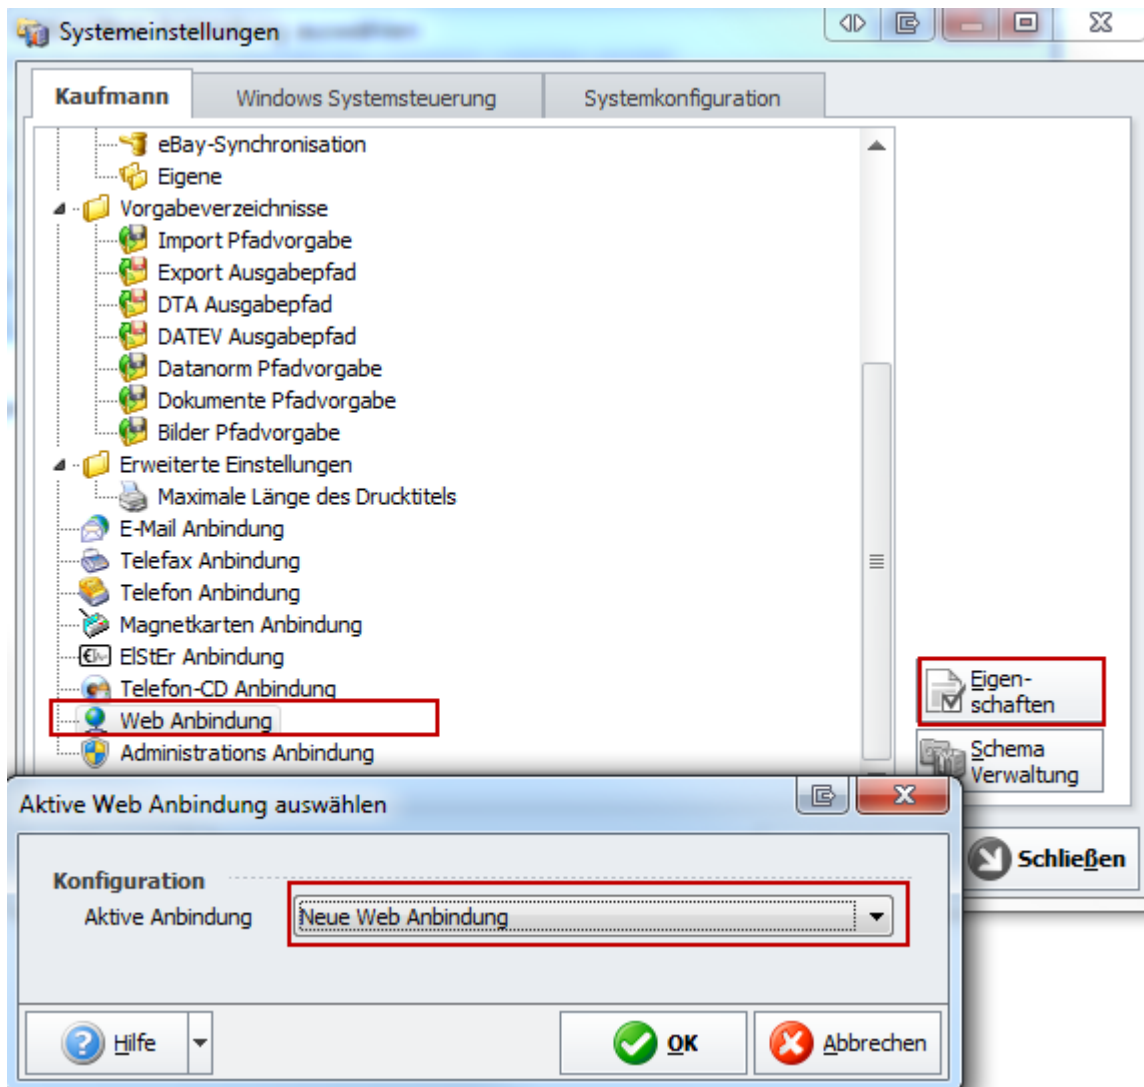 Systemeinstellungen
Kaufmann
Windows Systemsteuerung
Systemkonfiguration
eBay-Synchronisation
Eigene
Vorgabeverzeichnisse
Import Pfadvorgabe
Export Ausgabepfad
DTA Ausgabepfad
DATEV Ausgabepfad
Datanorm Pfadvorgabe
Dokumente Pfadvorgabe
Bilder Pfadvorgabe
Erweiterte Einstellungen
Maximale Länge des Drucktitels
E-Mail Anbindung
Telefax Anbindung
Telefon Anbindung
Magnetkarten Anbindung
ElStEr Anbindung
Telefon-CD Anbindung
Web Anbindung
Administrations Anbindung
Eigen-
schaften
Schema
Verwaltung
Schließen
Aktive Web Anbindung auswählen
Konfiguration
Aktive Anbindung
Neue Web Anbindung
Hilfe
OK
Abbrechen